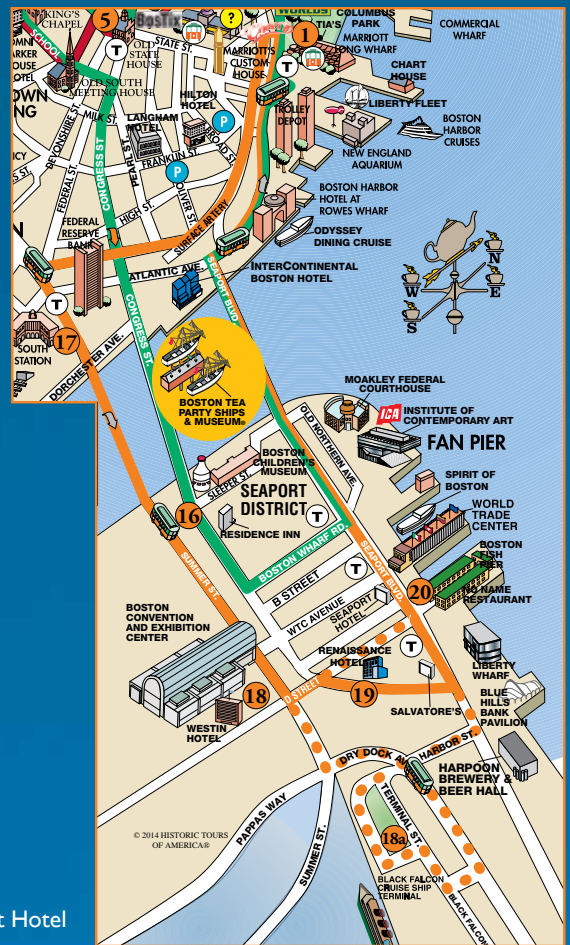 KING'S
CHAPEL
5
BosTix
?
WORLDS
1
TIA'S
COLUMBUS
PARK
MARRIOTT
LONG WHARF
COMMERCIAL
WHARF
SCHOOL
T
OLD
STATE
HOUSE
STATE ST.
MARRIOTT'S
CUSTOM
HOUSE
T
CHART
HOUSE
OLD SOUTH
MEETING HOUSE
HILTON
HOTEL
TROLLEY
DEPOT
LIBERTY FLEET
MILK ST.
LANGHAM
HOTEL
P
BROAD ST.
BOSTON
HARBOR
CRUISES
DEVONSHIRE ST.
CONGRESS ST
PEARL ST.
FRANKLIN ST.
P
OLIVER ST.
NEW ENGLAND
AQUARIUM
FEDERAL ST.
HIGH ST.
SURFACE ARTERY
BOSTON HARBOR
HOTEL AT
ROWES WHARF
FEDERAL
RESERVE
BANK
ODYSSEY
DINING CRUISE
ATLANTIC AVE.
SEAPORT BLVD.
INTERCONTINENTAL
BOSTON HOTEL
N
W
E
S
T
17
SOUTH
STATION
DORCHESTER AVE.
CONGRESS ST.
BOSTON TEA
PARTY SHIPS
& MUSEUM®
MOAKLEY FEDERAL
COURTHOUSE
ICA
INSTITUTE OF
CONTEMPORARY ART
FAN PIER
OLD NORTHERN AVE.
BOSTON
CHILDREN'S
MUSEUM
SLEEPER ST.
SEAPORT
DISTRICT
SPIRIT OF
BOSTON
WORLD
TRADE
CENTER
16
RESIDENCE INN
T
BOSTON WHARF RD.
SEAPORT BLVD.
BOSTON
FISH
PIER
SUMMER ST.
B STREET
T
20
NO NAME
RESTAURANT
WTC AVENUE
SEAPORT
HOTEL
BOSTON
CONVENTION
AND EXHIBITION
CENTER
RENAISSANCE
HOTEL
T
LIBERTY
WHARF
18
D STREET
19
SALVATORE'S
BLUE
HILLS
BANK
PAVILION
WESTIN
HOTEL
HARBOR ST.
DRY DOCK AVE
HARPOON
BREWERY &
BEER HALL
PAPPAS WAY
SUMMER ST.
TERMINAL ST.
18a
© 2014 HISTORIC TOURS
OF AMERICA®
BLACK FALCON
CRUISE SHIP
TERMINAL
BLACK FALCON
t Hotel